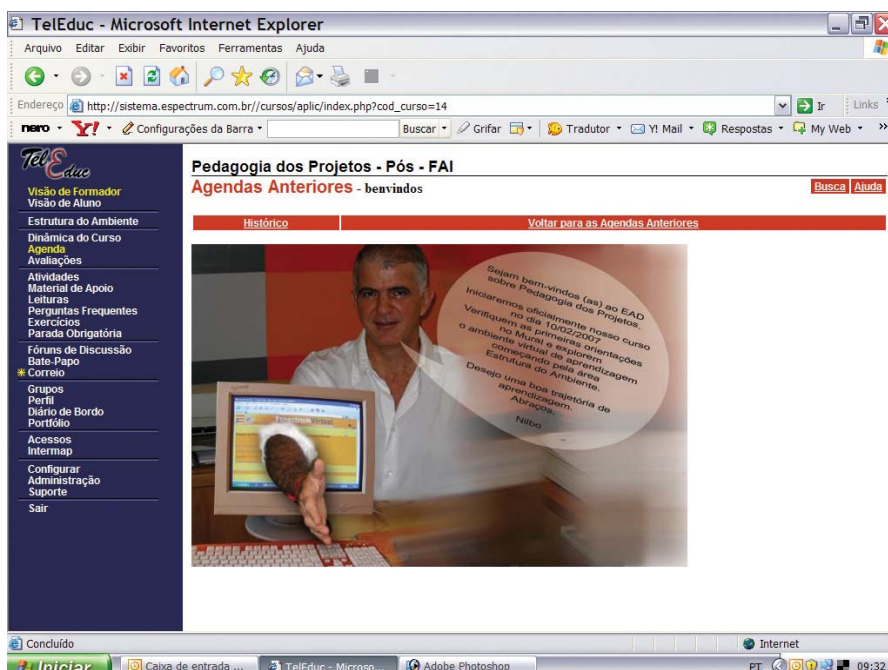 TelEduc - Microsoft Internet Explorer
Arquivo Editar Exibir Favoritos Ferramentas Ajuda
Endereço http://sistema.espectrum.com.br//cursos/aplic/index.php?cod_curso=14 Ir Links
nero Y! Configurações da Barra Buscar Grifar Tradutor Y! Mail Respostas My Web
TelEduc
Visão de Formador
Visão de Aluno
Estrutura do Ambiente
Dinâmica do Curso
Agenda
Avaliações
Atividades
Material de Apoio
Leituras
Perguntas Frequentes
Exercícios
Parada Obrigatória
Fóruns de Discussão
Bate-Papo
Correio
Grupos
Perfil
Diário de Bordo
Portfólio
Acessos
Intermap
Configurar
Administração
Suporte
Sair
Pedagogia dos Projetos - Pós - FAI
Agendas Anteriores - benvindos
Busca Ajuda
Histórico Voltar para as Agendas Anteriores
Sejam bem-vindos (as) ao EAD
sobre Pedagogia dos Projetos.
Iniciaremos oficialmente nosso curso
no dia 10/02/2007
Verifiquem as primeiras orientações
no Mural e explorem
o ambiente virtual de aprendizagem
começando pela área
Estrutura do Ambiente.
Desejo uma boa trajetória de
aprendizagem.
Abraços,
Nilbo
Espectrum Virtual
Concluído Internet
Iniciar Caixa de entrada ... TelEduc - Microso... Adobe Photoshop PT 09:32